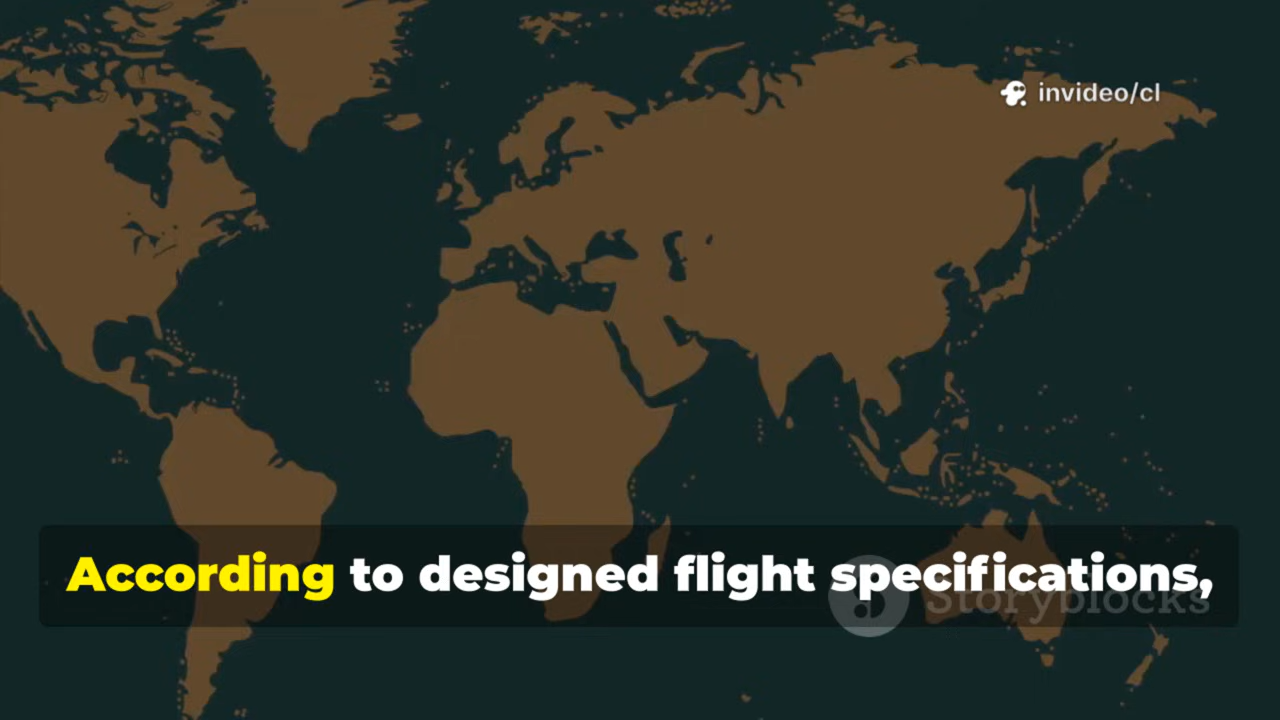 invideo/cl
According to designed flight specifications,
Storyblocks